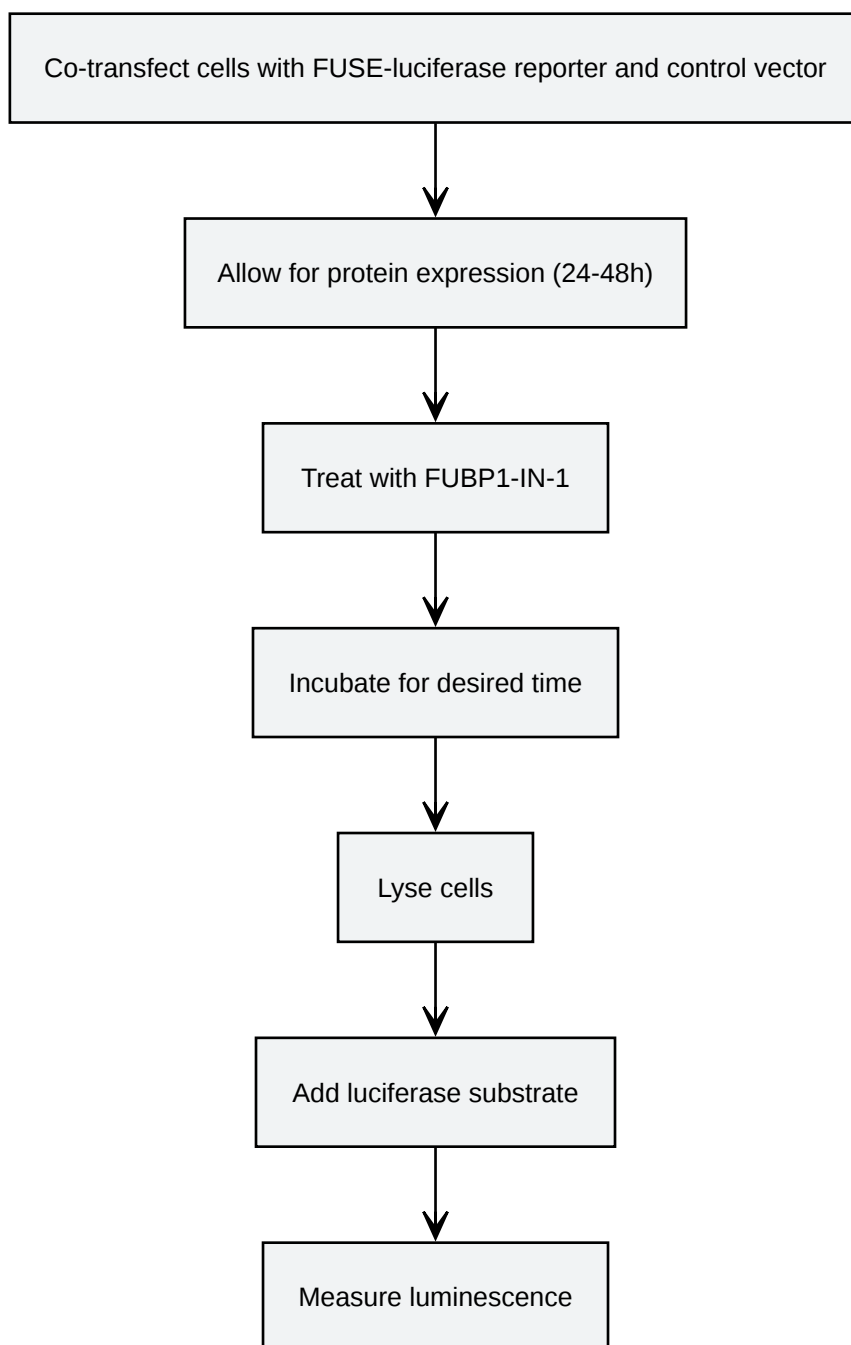 Co-transfect cells with FUSE-luciferase reporter and control vector
Allow for protein expression (24-48h)
Treat with FUBP1-IN-1
Incubate for desired time
Lyse cells
Add luciferase substrate
Measure luminescence